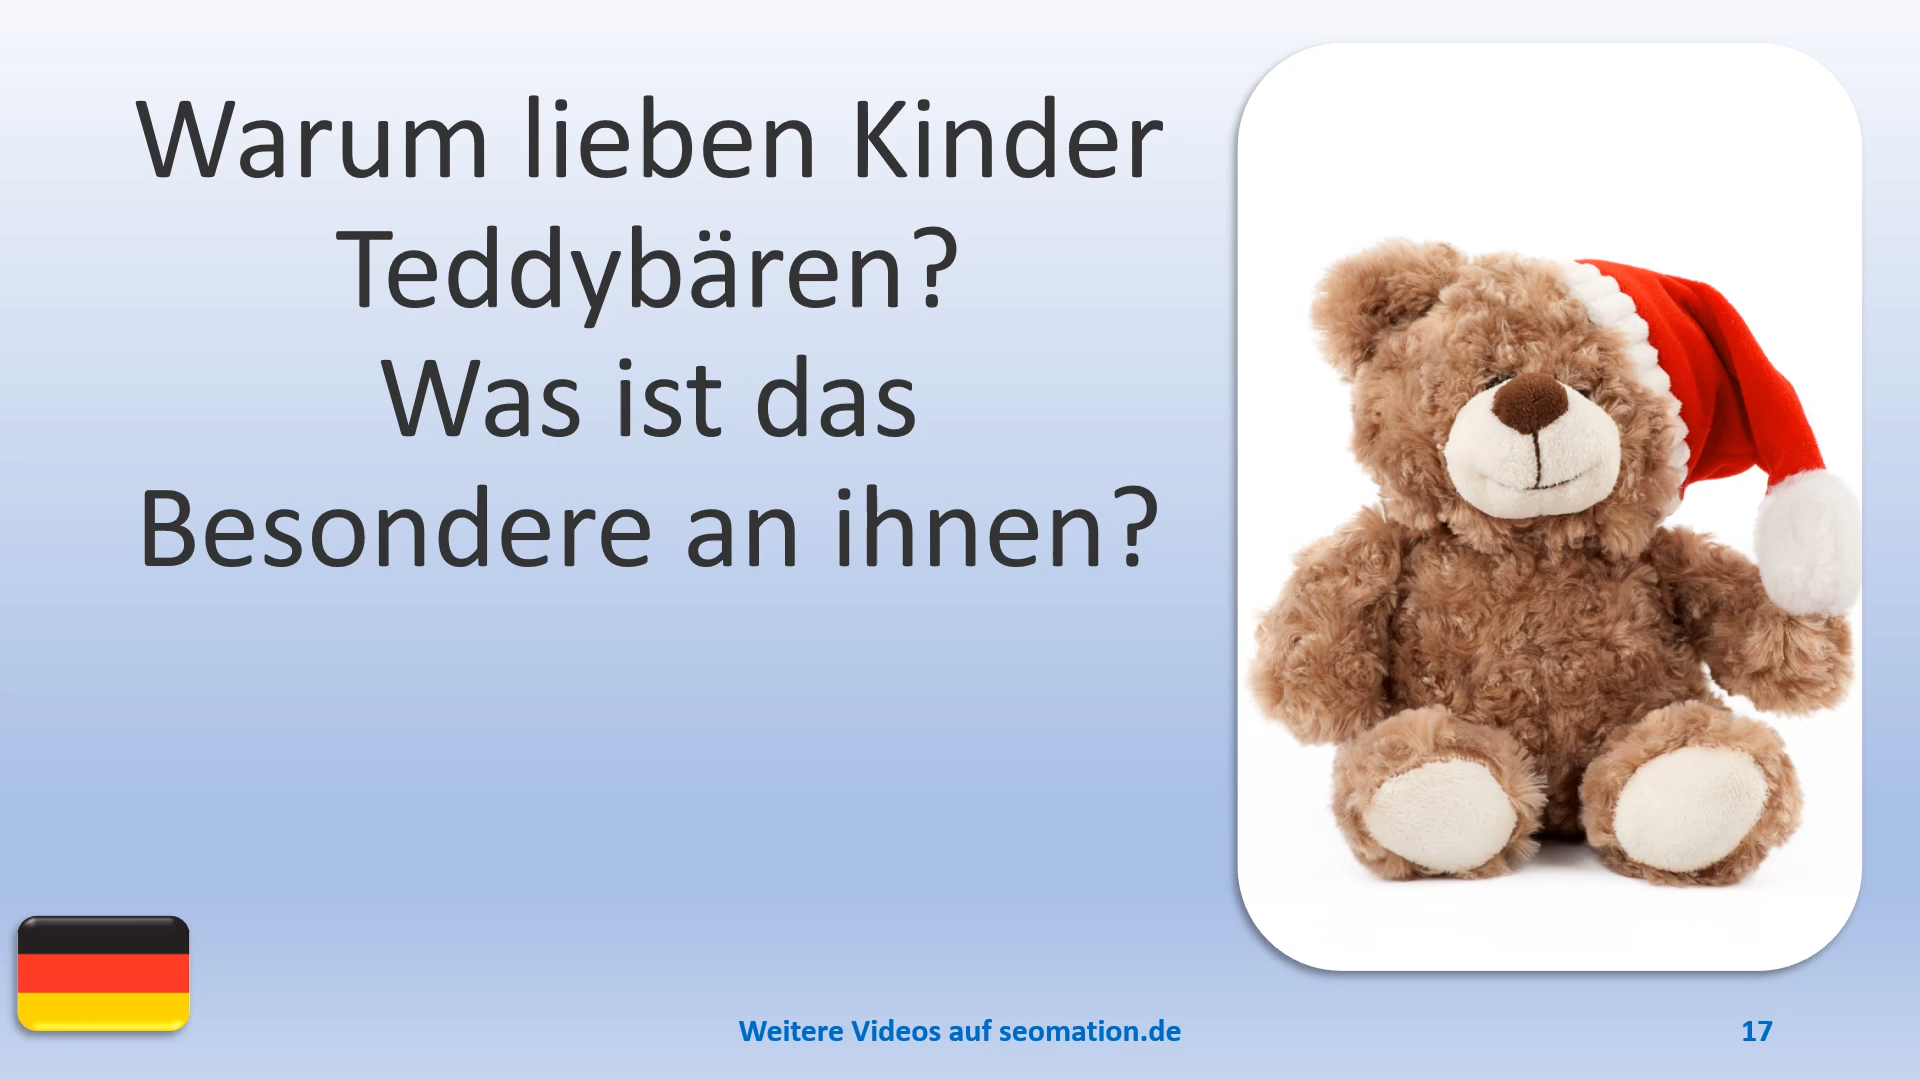 Warum lieben Kinder
Teddybären?
Was ist das
Besondere an ihnen?
Weitere Videos auf seomation.de
17